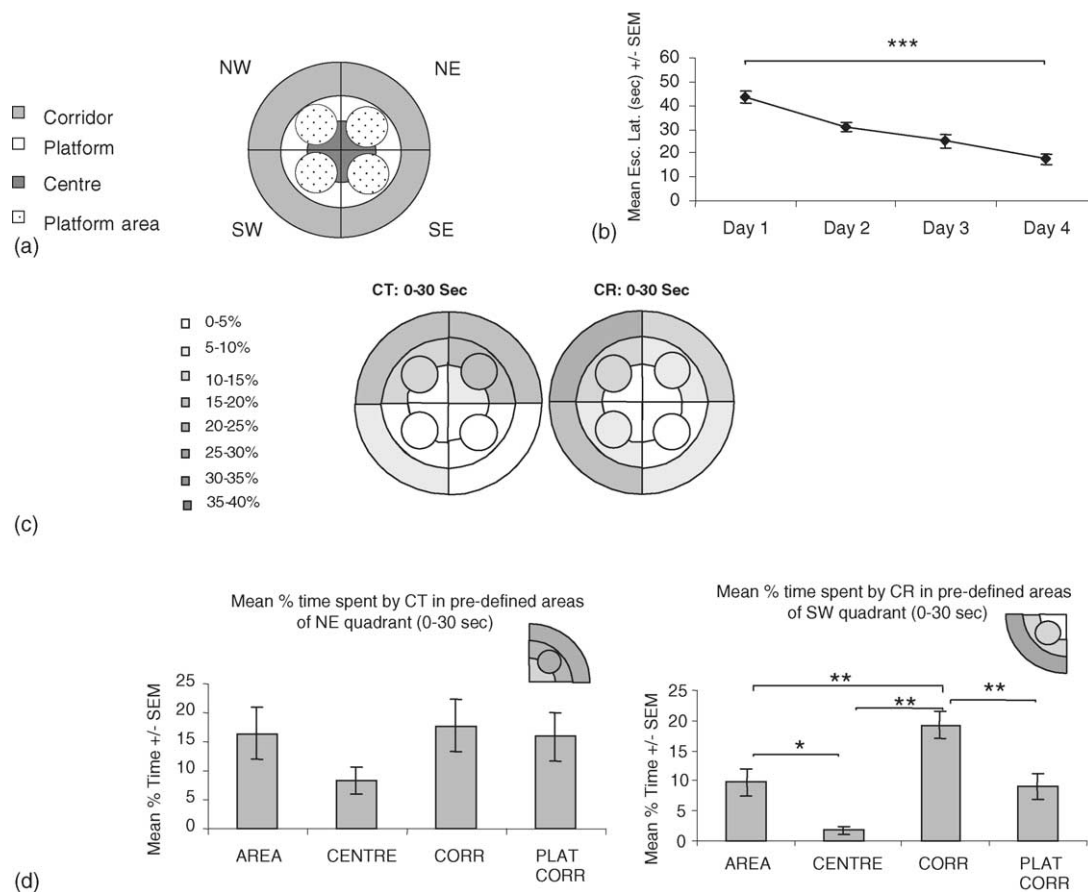 NW
NE
Corridor
Platform
Centre
Platform area
SW
SE
(a)
***
Mean Esc. Lat. (sec) +/- SEM
60
50
40
30
20
10
0
Day 1
Day 2
Day 3
Day 4
(b)
CT: 0-30 Sec
CR: 0-30 Sec
0-5%
5-10%
10-15%
15-20%
20-25%
25-30%
30-35%
35-40%
(c)
Mean % time spent by CT in pre-defined areas
of NE quadrant (0-30 sec)
Mean % Time +/- SEM
25
20
15
10
5
0
AREA
CENTRE
CORR
PLAT
CORR
Mean % time spent by CR in pre-defined areas
of SW quadrant (0-30 sec)
**
**
**
*
Mean % Time +/- SEM
25
20
15
10
5
0
AREA
CENTRE
CORR
PLAT
CORR
(d)